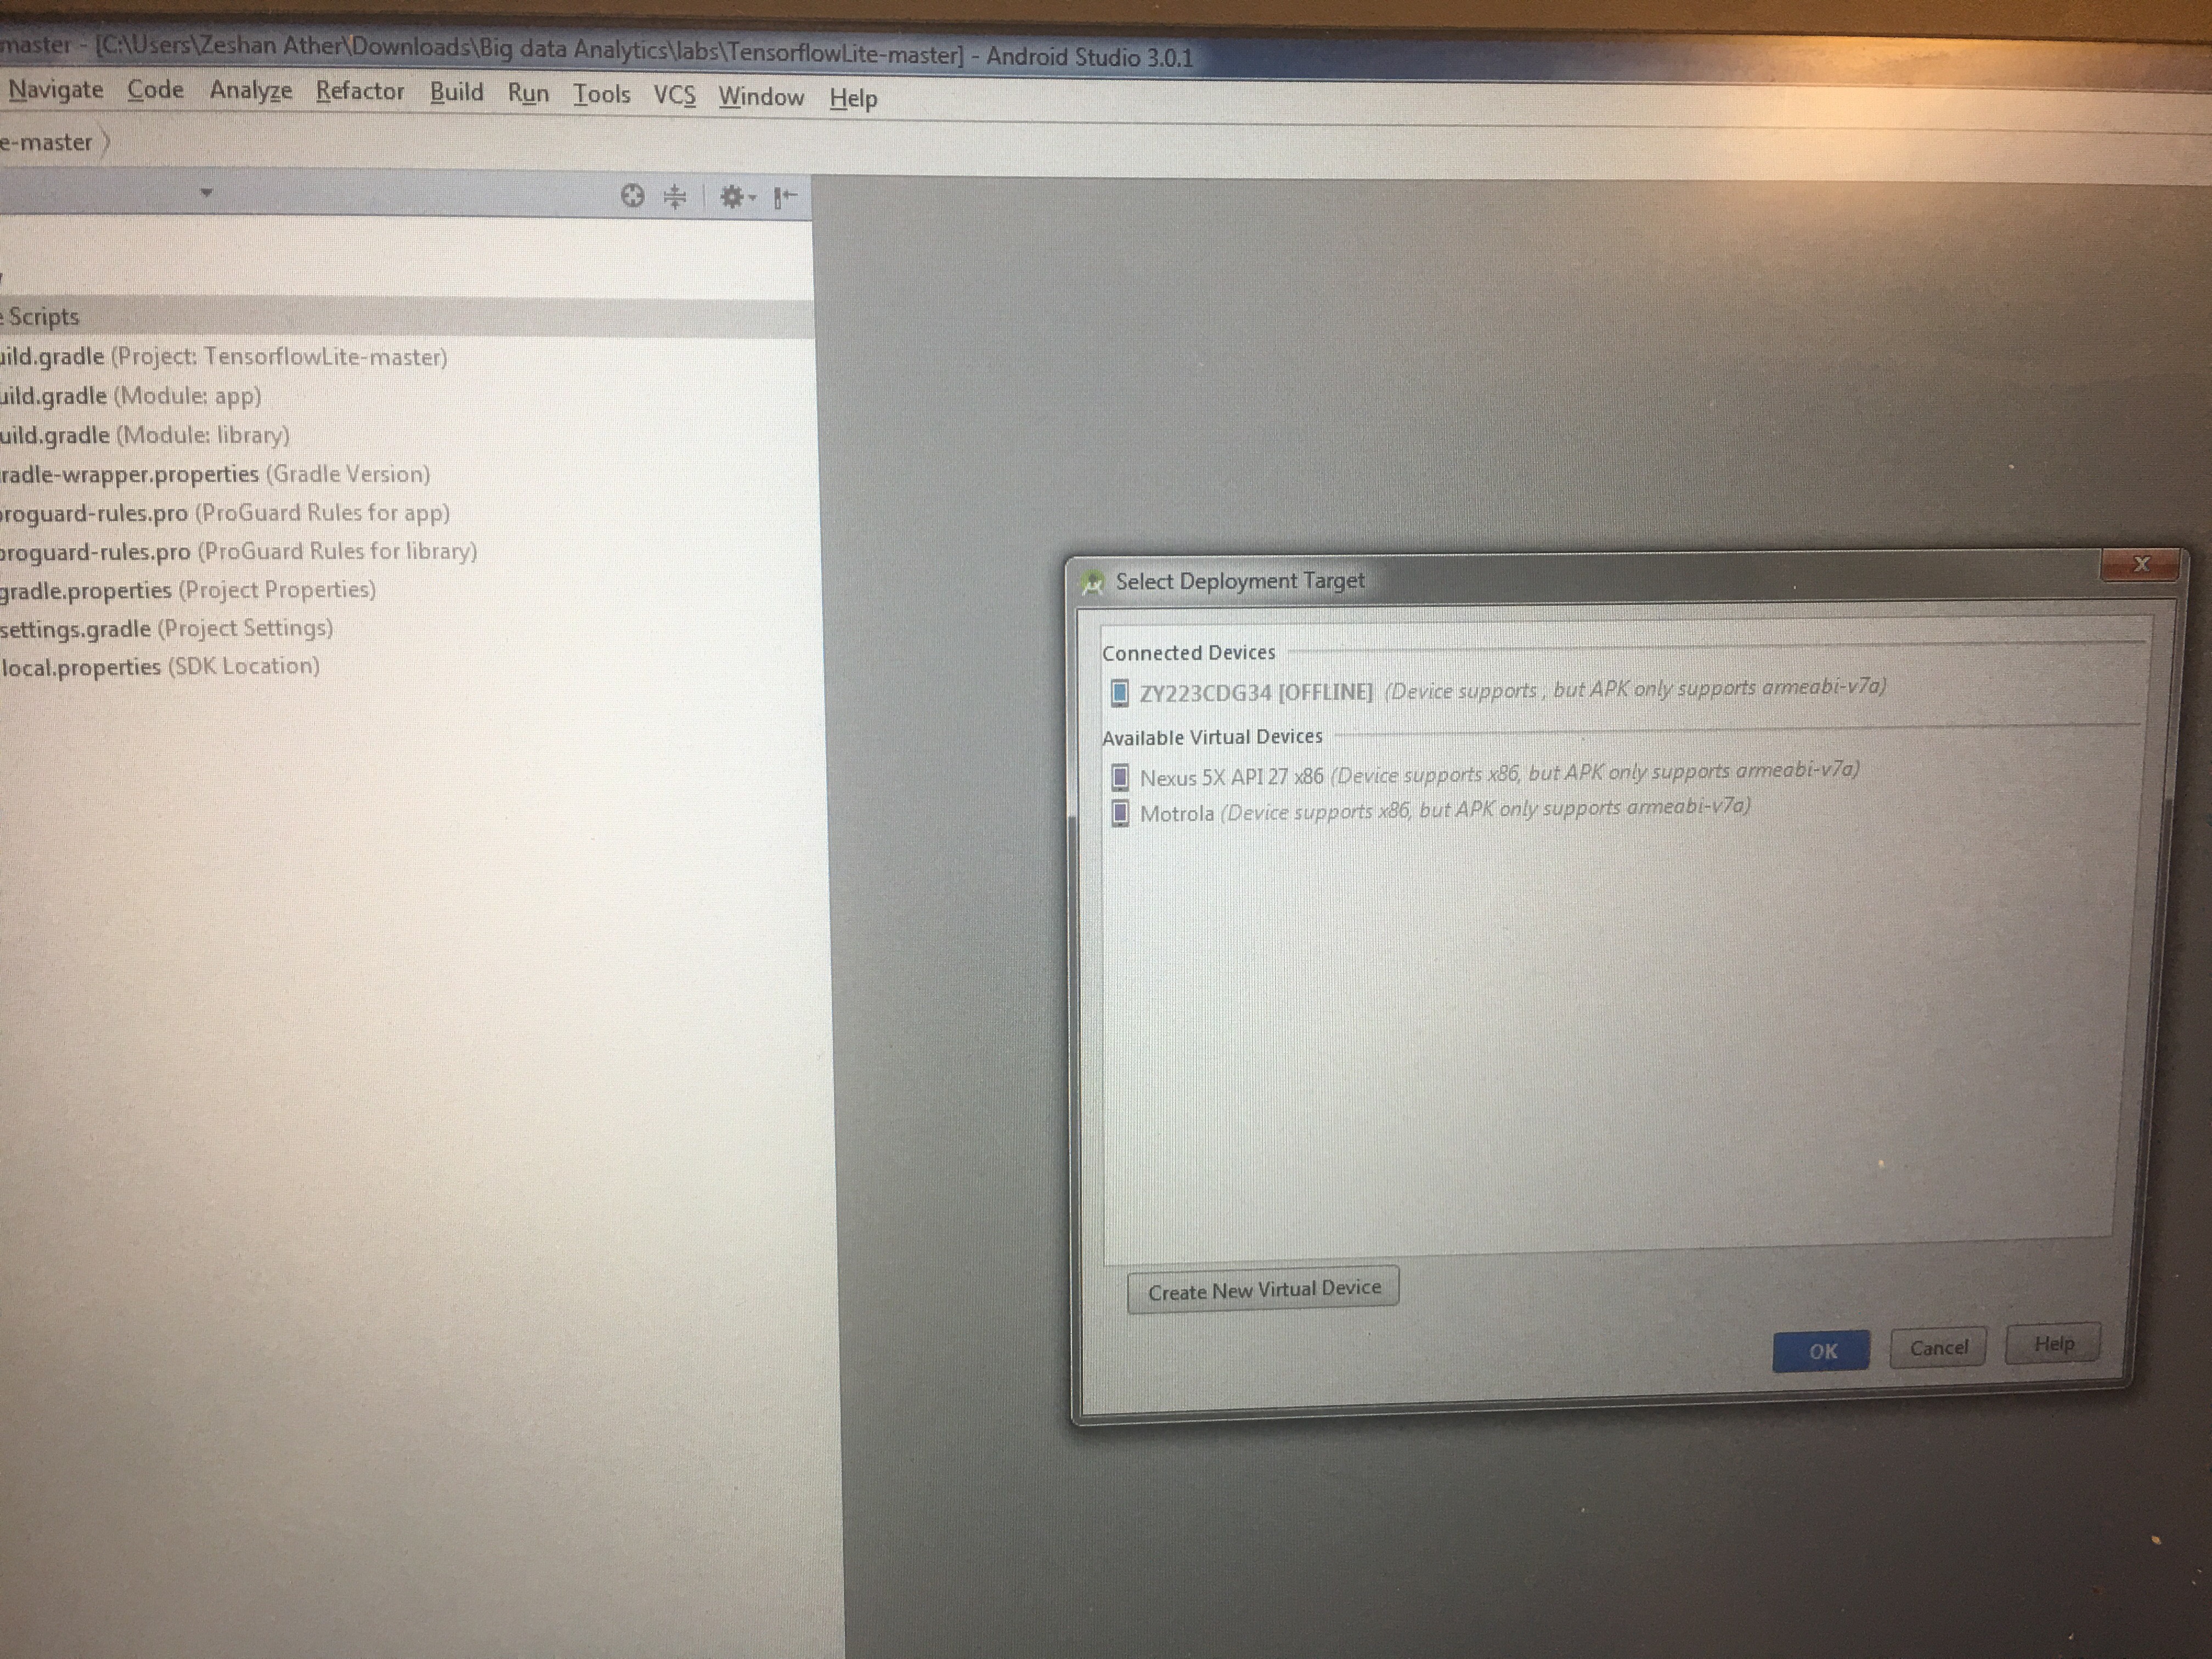 master - [C:\Users\Zeshan Ather\Downloads\Big data Analytics\labs\TensorflowLite-master] - Android Studio 3.0.1
Navigate Code Analyze Refactor Build Run Tools VCS Window Help
e-master
e Scripts
uild.gradle (Project: TensorflowLite-master)
uild.gradle (Module: app)
uild.gradle (Module: library)
radle-wrapper.properties (Gradle Version)
proguard-rules.pro (ProGuard Rules for app)
proguard-rules.pro (ProGuard Rules for library)
gradle.properties (Project Properties)
settings.gradle (Project Settings)
local.properties (SDK Location)
Select Deployment Target
X
Connected Devices
ZY223CDG34 [OFFLINE] (Device supports , but APK only supports armeabi-v7a)
Available Virtual Devices
Nexus 5X API 27 x86 (Device supports x86, but APK only supports armeabi-v7a)
Motrola (Device supports x86, but APK only supports armeabi-v7a)
Create New Virtual Device
OK Cancel Help